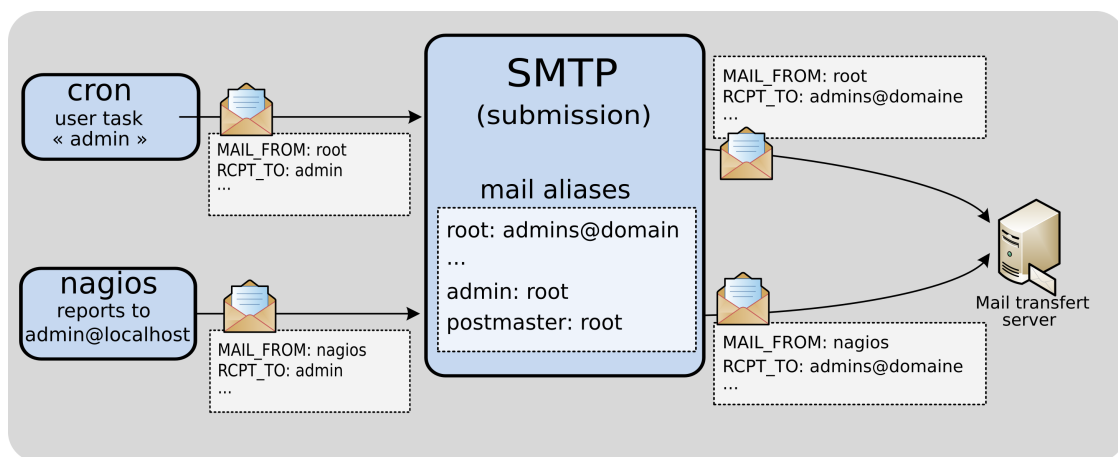 cron
user task
« admin »
MAIL_FROM: root
RCPT_TO: admin
...
nagios
reports to
admin@localhost
MAIL_FROM: nagios
RCPT_TO: admin
...
SMTP
(submission)
mail aliases
root: admins@domain
...
admin: root
postmaster: root
MAIL_FROM: root
RCPT_TO: admins@domaine
...
MAIL_FROM: nagios
RCPT_TO: admins@domaine
...
Mail transfert
server